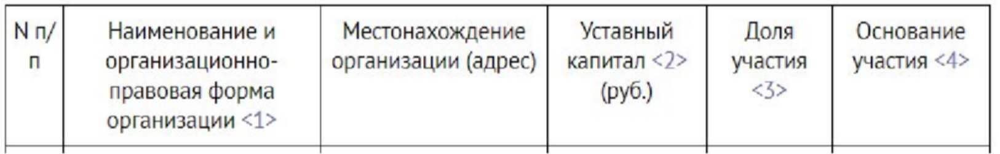 N п/
п
Наименование и
организационно-
правовая форма
организации <1>
Местонахождение
организации (адрес)
Уставный
капитал <2>
(руб.)
Доля
участия
<3>
Основание
участия <4>